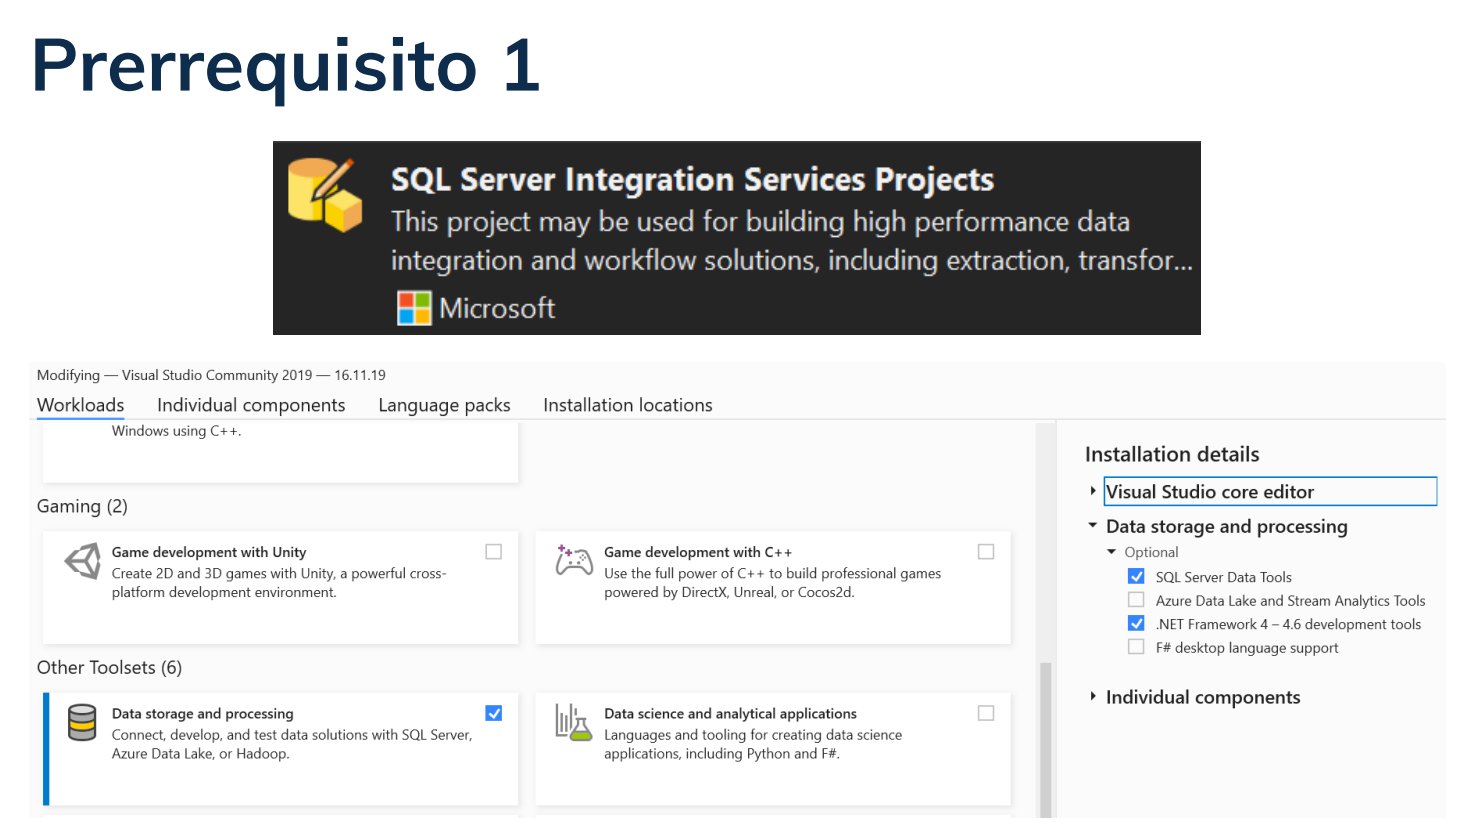 Prerrequisito 1
SQL Server Integration Services Projects
This project may be used for building high performance data
integration and workflow solutions, including extraction, transfor...
Microsoft
Modifying — Visual Studio Community 2019 — 16.11.19
Workloads Individual components Language packs Installation locations
Windows using C++.
Gaming (2)
Game development with Unity
Create 2D and 3D games with Unity, a powerful cross-
platform development environment.
Game development with C++
Use the full power of C++ to build professional games
powered by DirectX, Unreal, or Cocos2d.
Other Toolsets (6)
Data storage and processing
Connect, develop, and test data solutions with SQL Server,
Azure Data Lake, or Hadoop.
Data science and analytical applications
Languages and tooling for creating data science
applications, including Python and F#.
Installation details
Visual Studio core editor
Data storage and processing
Optional
SQL Server Data Tools
Azure Data Lake and Stream Analytics Tools
.NET Framework 4 – 4.6 development tools
F# desktop language support
Individual components